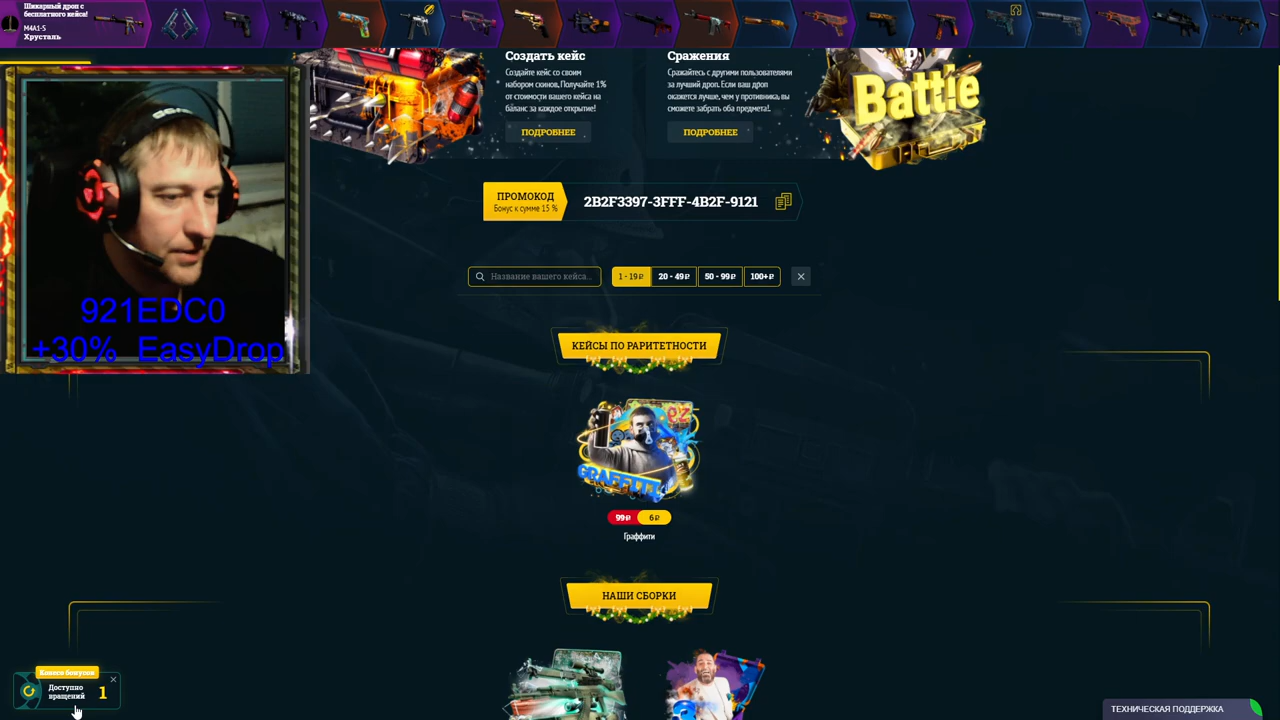 Шикарный дроп с
бесплатного кейса!
M4A1-S
Хрусталь
Создать кейс
Создайте кейс со своим
набором скинов. Получайте 1%
от стоимости вашего кейса на
баланс за каждое открытие!
ПОДРОБНЕЕ
Сражения
Сражайтесь с другими пользователями
за лучший дроп. Если ваш дроп
окажется лучше, чем у противника, вы
сможете забрать оба предмета!
ПОДРОБНЕЕ
Battle
ПРОМОКОД
Бонус к сумме 15 %
2B2F3397-3FFF-4B2F-9121
921EDC0
+30% EasyDrop
Название вашего кейса...
1 - 19₽
20 - 49₽
50 - 99₽
100+₽
КЕЙСЫ ПО РАРИТЕТНОСТИ
GRAFFITI
99₽ 6₽
Граффити
НАШИ СБОРКИ
Колесо бонусов
Доступно
вращений
1
ТЕХНИЧЕСКАЯ ПОДДЕРЖКА